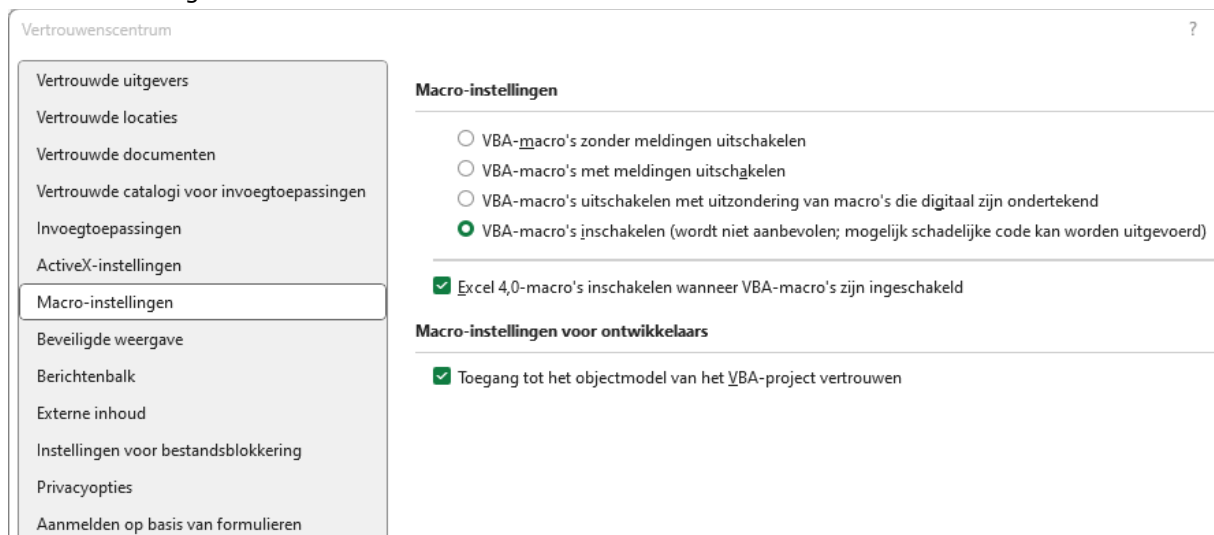 Vertrouwenscentrum ?
Vertrouwde uitgevers
Vertrouwde locaties
Vertrouwde documenten
Vertrouwde catalogi voor invoegtoepassingen
Invoegtoepassingen
ActiveX-instellingen
Macro-instellingen
Beveiligde weergave
Berichtenbalk
Externe inhoud
Instellingen voor bestandsblokkering
Privacyopties
Aanmelden op basis van formulieren
Macro-instellingen
VBA-macro's zonder meldingen uitschakelen
VBA-macro's met meldingen uitschakelen
VBA-macro's uitschakelen met uitzondering van macro's die digitaal zijn ondertekend
VBA-macro's inschakelen (wordt niet aanbevolen; mogelijk schadelijke code kan worden uitgevoerd)
Excel 4,0-macro's inschakelen wanneer VBA-macro's zijn ingeschakeld
Macro-instellingen voor ontwikkelaars
Toegang tot het objectmodel van het VBA-project vertrouwen